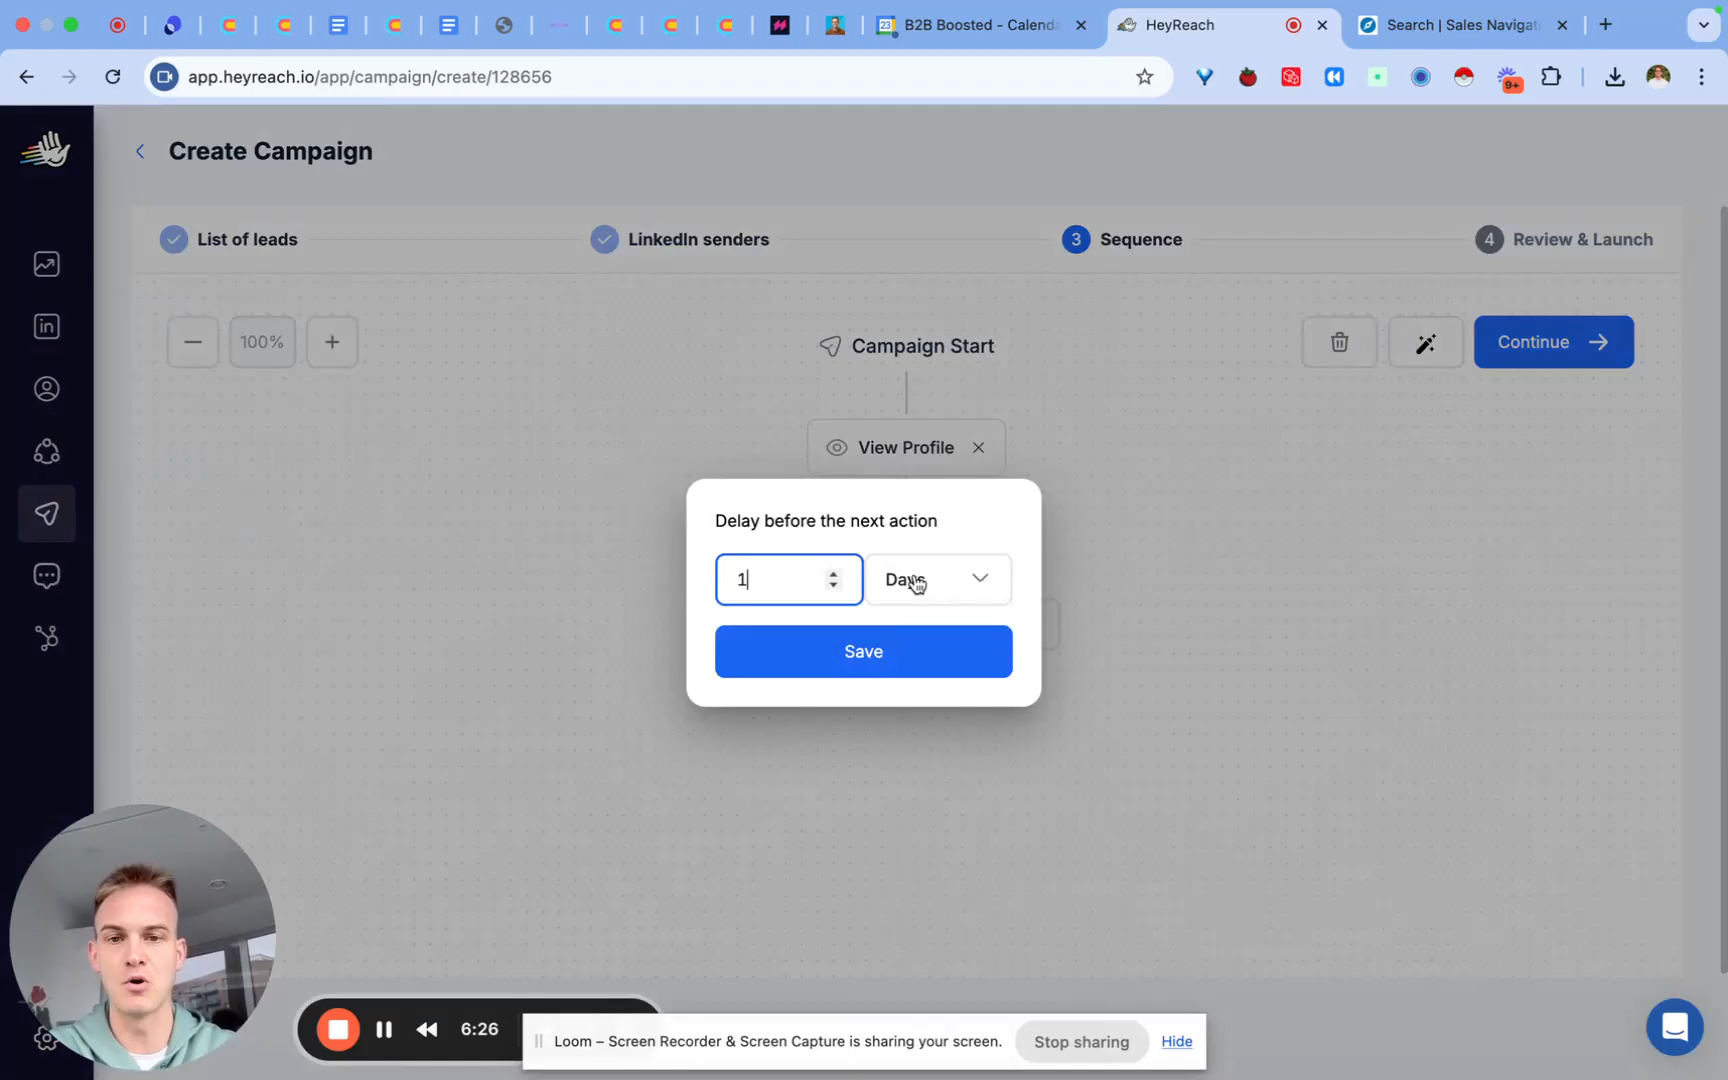 B2B Boosted - Calenda
HeyReach
Search | Sales Navigat
app.heyreach.io/app/campaign/create/128656
9+
Create Campaign
List of leads
LinkedIn senders
3 Sequence
4 Review & Launch
100%
Campaign Start
Continue
View Profile
Delay before the next action
1
Save
6:26
Loom – Screen Recorder & Screen Capture is sharing your screen.
Stop sharing
Hide